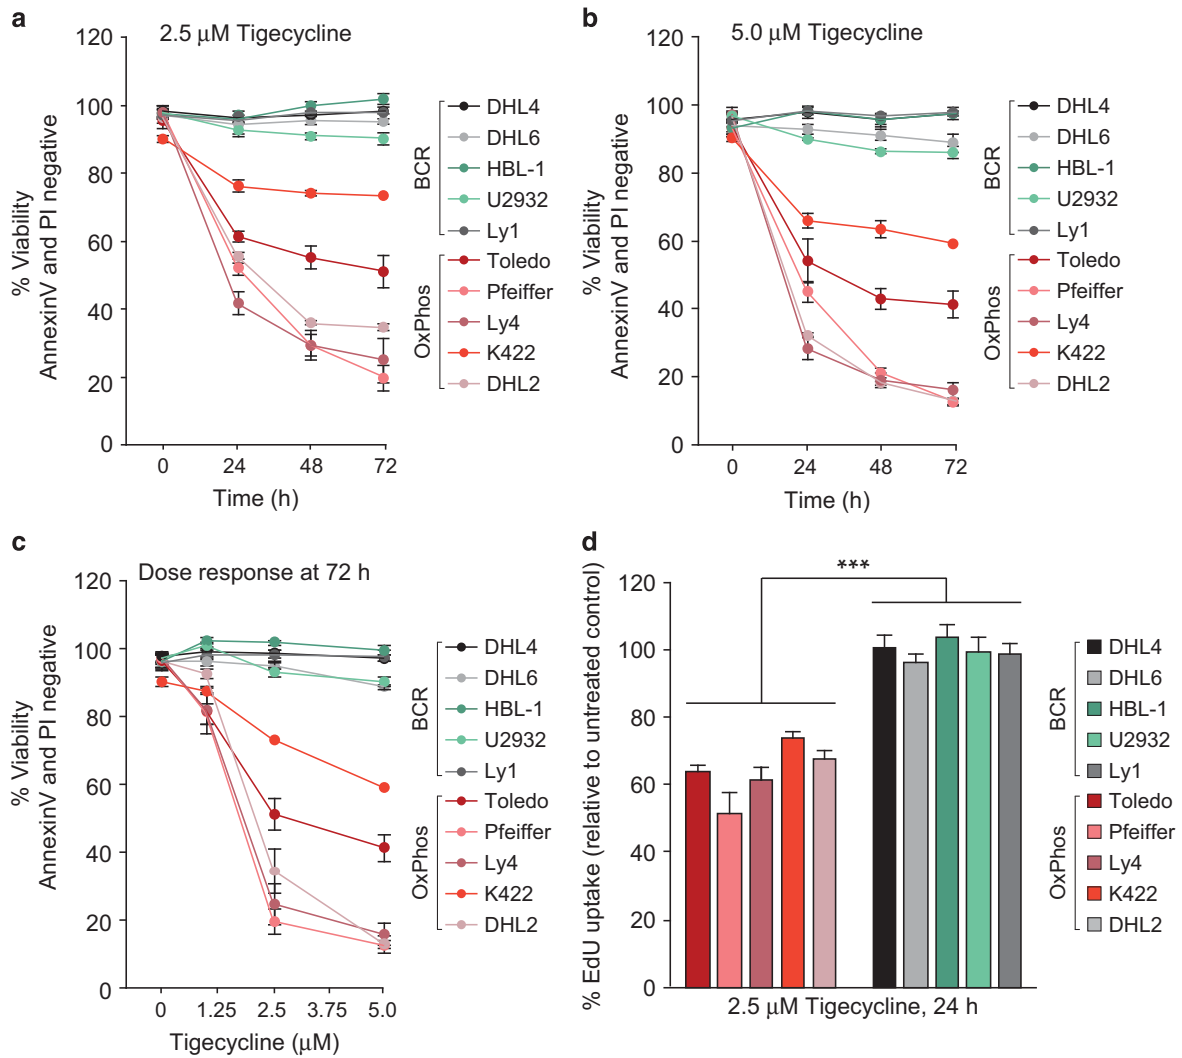 a
2.5 μM Tigecycline
% Viability
AnnexinV and PI negative
120
100
80
60
40
20
0
0 24 48 72
Time (h)
BCR
DHL4
DHL6
HBL-1
U2932
Ly1
OxPhos
Toledo
Pfeiffer
Ly4
K422
DHL2
b
5.0 μM Tigecycline
% Viability
AnnexinV and PI negative
120
100
80
60
40
20
0
0 24 48 72
Time (h)
BCR
DHL4
DHL6
HBL-1
U2932
Ly1
OxPhos
Toledo
Pfeiffer
Ly4
K422
DHL2
c
Dose response at 72 h
% Viability
AnnexinV and PI negative
120
100
80
60
40
20
0
0 1.25 2.5 3.75 5.0
Tigecycline (μM)
BCR
DHL4
DHL6
HBL-1
U2932
Ly1
OxPhos
Toledo
Pfeiffer
Ly4
K422
DHL2
d
***
% EdU uptake (relative to untreated control)
120
100
80
60
40
20
0
2.5 μM Tigecycline, 24 h
BCR
DHL4
DHL6
HBL-1
U2932
Ly1
OxPhos
Toledo
Pfeiffer
Ly4
K422
DHL2